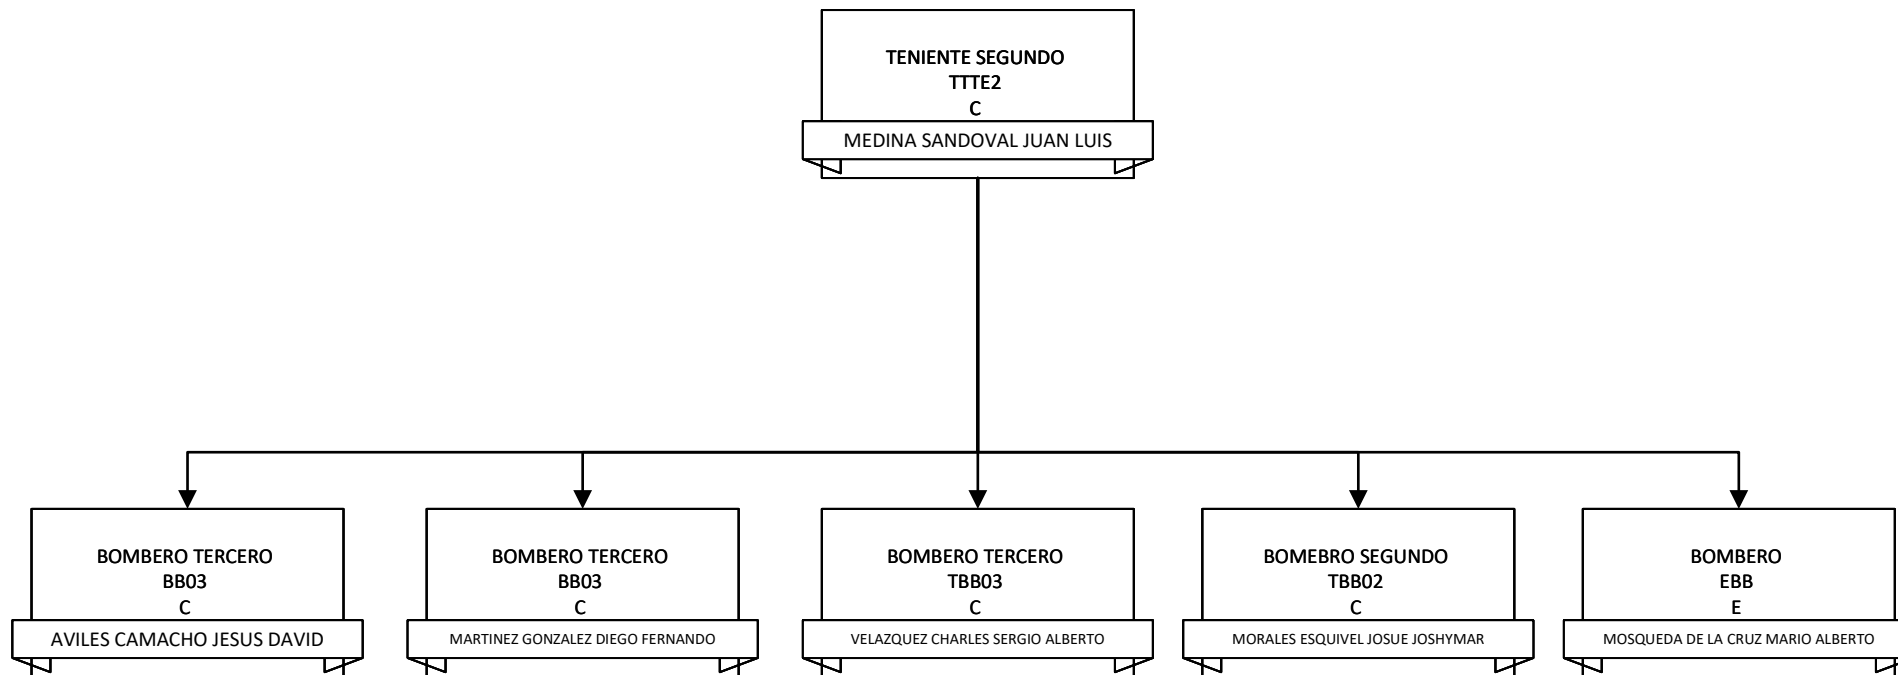 TENIENTE SEGUNDO
TTTE2
C
MEDINA SANDOVAL JUAN LUIS
BOMBERO TERCERO
BB03
C
AVILES CAMACHO JESUS DAVID
BOMBERO TERCERO
BB03
C
MARTINEZ GONZALEZ DIEGO FERNANDO
BOMBERO TERCERO
TBB03
C
VELAZQUEZ CHARLES SERGIO ALBERTO
BOMEBRO SEGUNDO
TBB02
C
MORALES ESQUIVEL JOSUE JOSHYMAR
BOMBERO
EBB
E
MOSQUEDA DE LA CRUZ MARIO ALBERTO